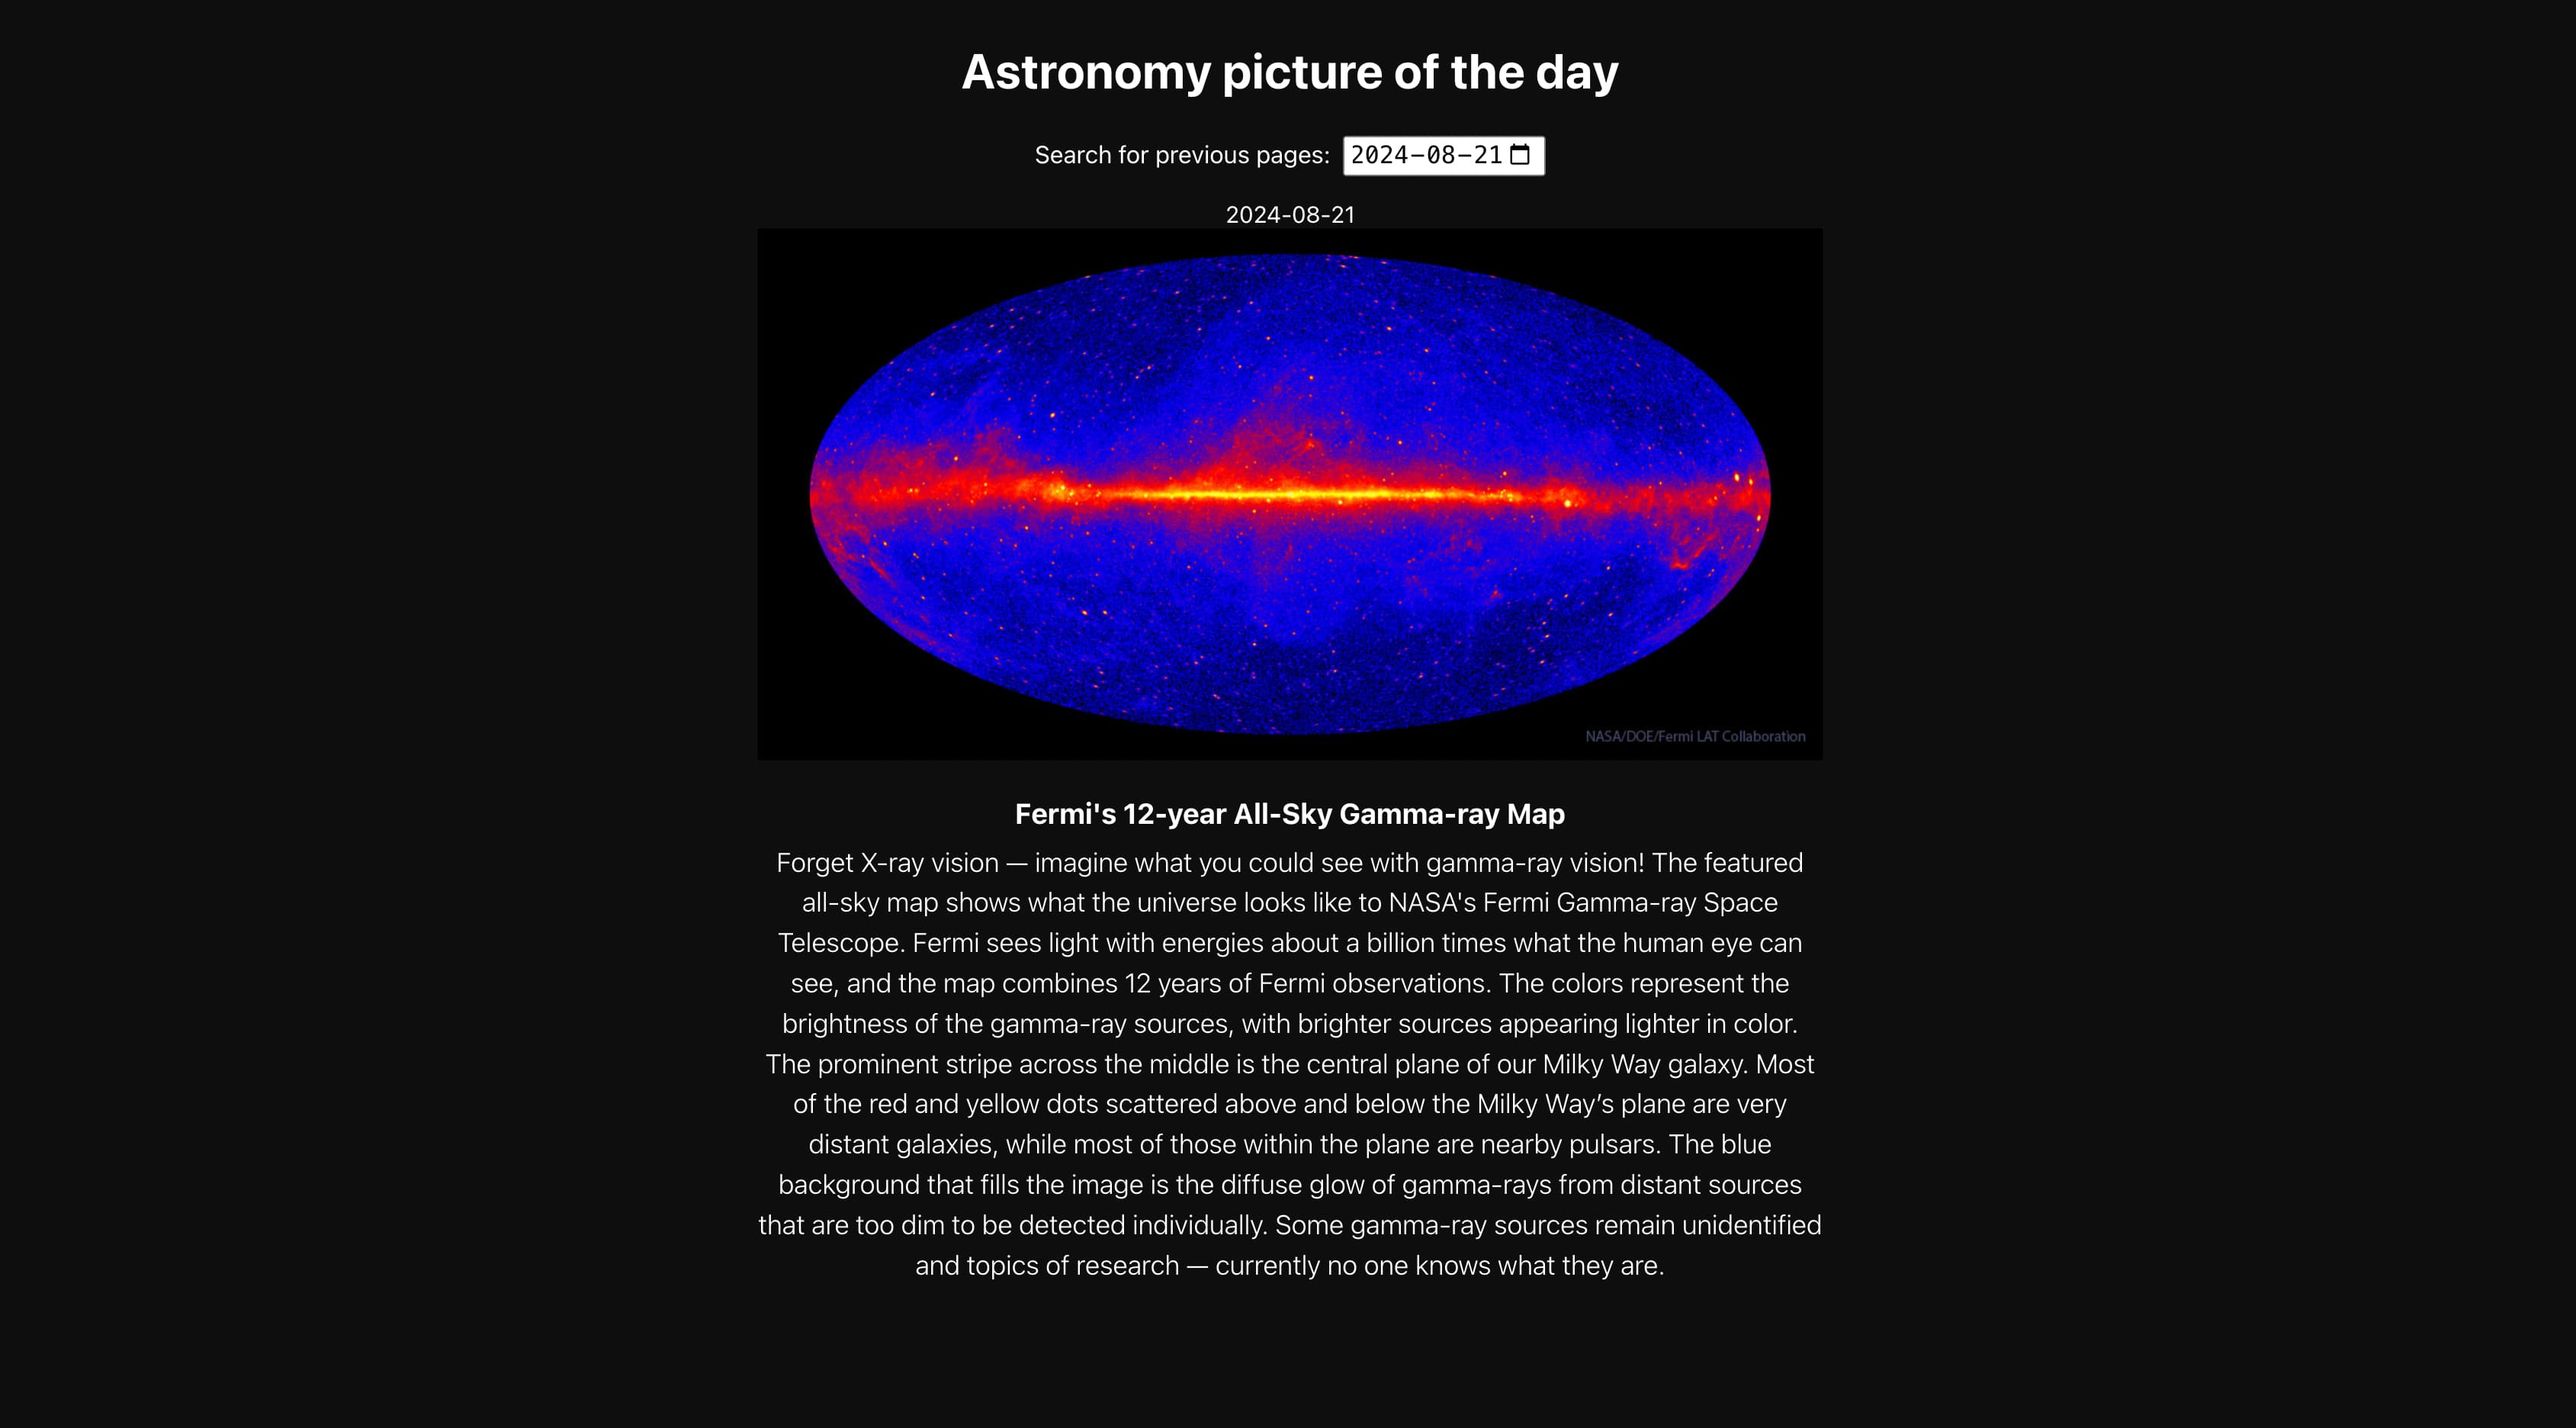 Astronomy picture of the day
Search for previous pages: 2024-08-21
2024-08-21
NASA/DOE/Fermi LAT Collaboration
Fermi's 12-year All-Sky Gamma-ray Map
Forget X-ray vision — imagine what you could see with gamma-ray vision! The featured
all-sky map shows what the universe looks like to NASA's Fermi Gamma-ray Space
Telescope. Fermi sees light with energies about a billion times what the human eye can
see, and the map combines 12 years of Fermi observations. The colors represent the
brightness of the gamma-ray sources, with brighter sources appearing lighter in color.
The prominent stripe across the middle is the central plane of our Milky Way galaxy. Most
of the red and yellow dots scattered above and below the Milky Way’s plane are very
distant galaxies, while most of those within the plane are nearby pulsars. The blue
background that fills the image is the diffuse glow of gamma-rays from distant sources
that are too dim to be detected individually. Some gamma-ray sources remain unidentified
and topics of research — currently no one knows what they are.